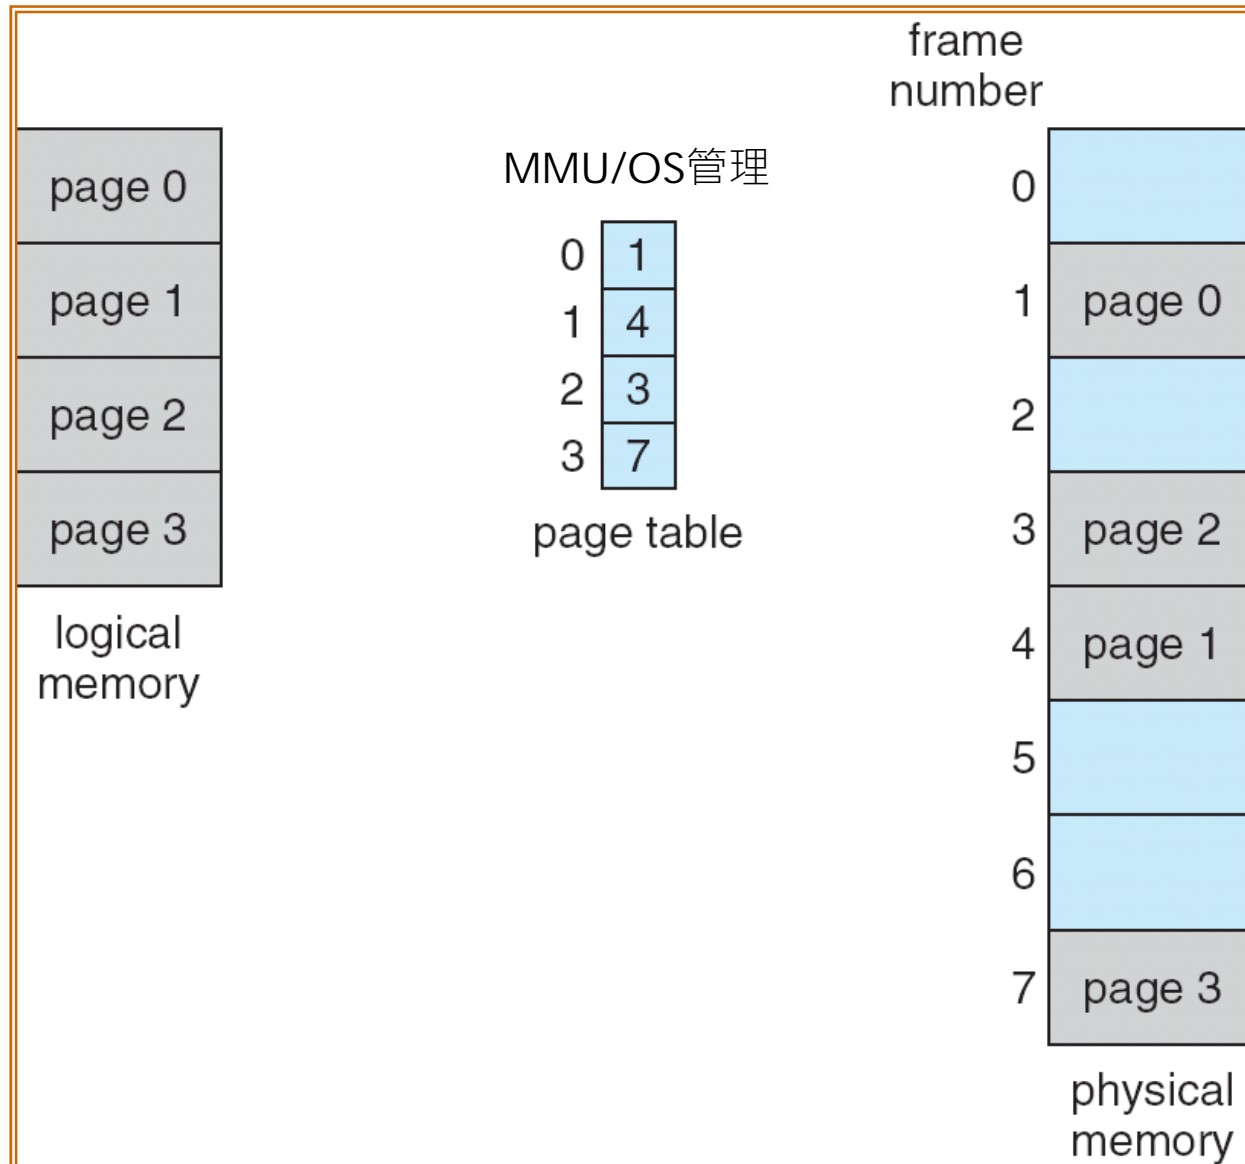 frame
number
page 0
page 1
page 2
page 3
logical
memory
MMU/OS管理
0 1
1 4
2 3
3 7
page table
0
1 page 0
2
3 page 2
4 page 1
5
6
7 page 3
physical
memory